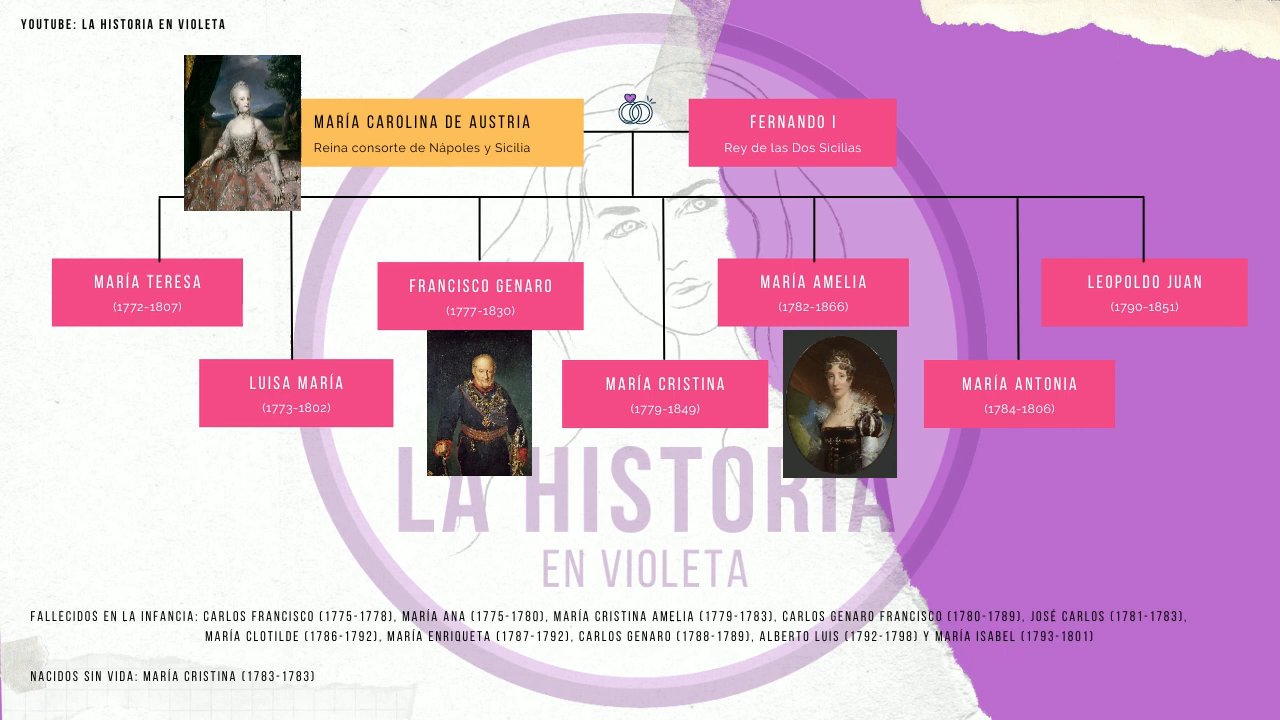 YOUTUBE: LA HISTORIA EN VIOLETA
MARÍA CAROLINA DE AUSTRIA
Reina consorte de Nápoles y Sicilia
FERNANDO I
Rey de las Dos Sicilias
MARÍA TERESA
(1772-1807)
FRANCISCO GENARO
(1777-1830)
MARÍA AMELIA
(1782-1866)
LEOPOLDO JUAN
(1790-1851)
LUISA MARÍA
(1773-1802)
MARÍA CRISTINA
(1779-1849)
MARÍA ANTONIA
(1784-1806)
LA HISTORIA
EN VIOLETA
FALLECIDOS EN LA INFANCIA: CARLOS FRANCISCO (1775-1778), MARÍA ANA (1775-1780), MARÍA CRISTINA AMELIA (1779-1783), CARLOS GENARO FRANCISCO (1780-1789), JOSÉ CARLOS (1781-1783),
MARÍA CLOTILDE (1786-1792), MARÍA ENRIQUETA (1787-1792), CARLOS GENARO (1788-1789), ALBERTO LUIS (1792-1798) Y MARÍA ISABEL (1793-1801)
NACIDOS SIN VIDA: MARÍA CRISTINA (1783-1783)